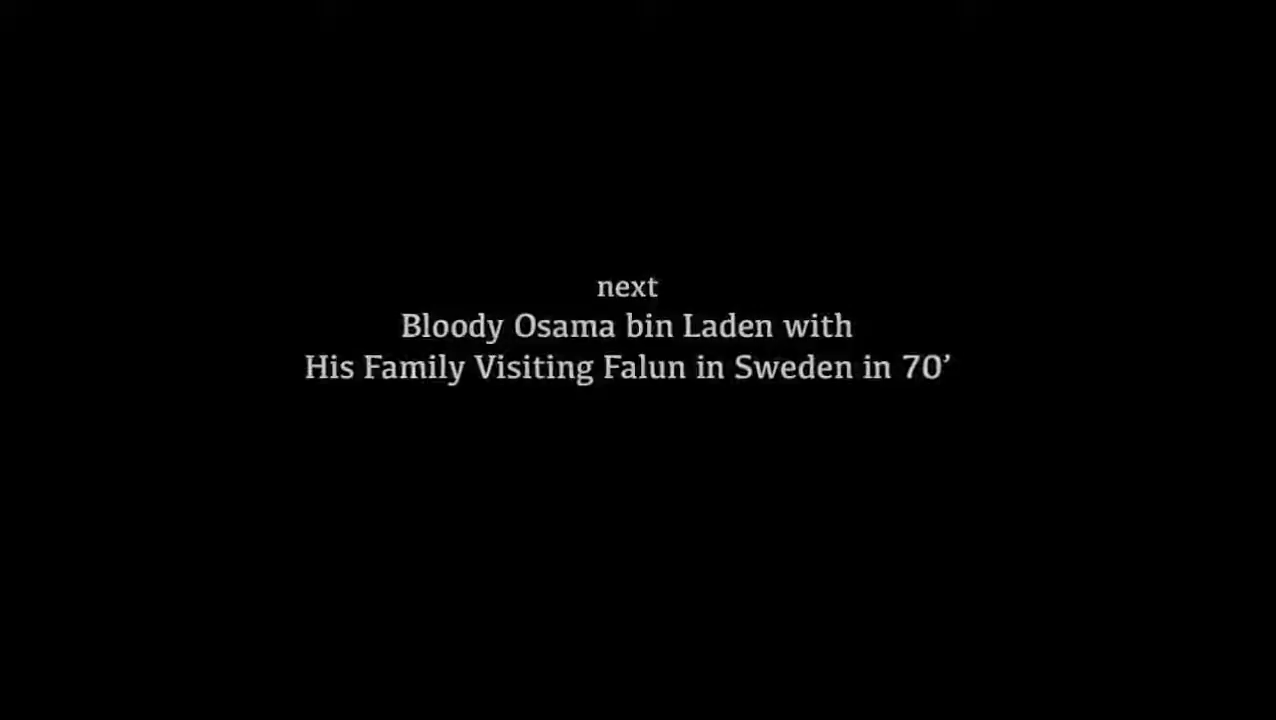 next
Bloody Osama bin Laden with
His Family Visiting Falun in Sweden in 70’